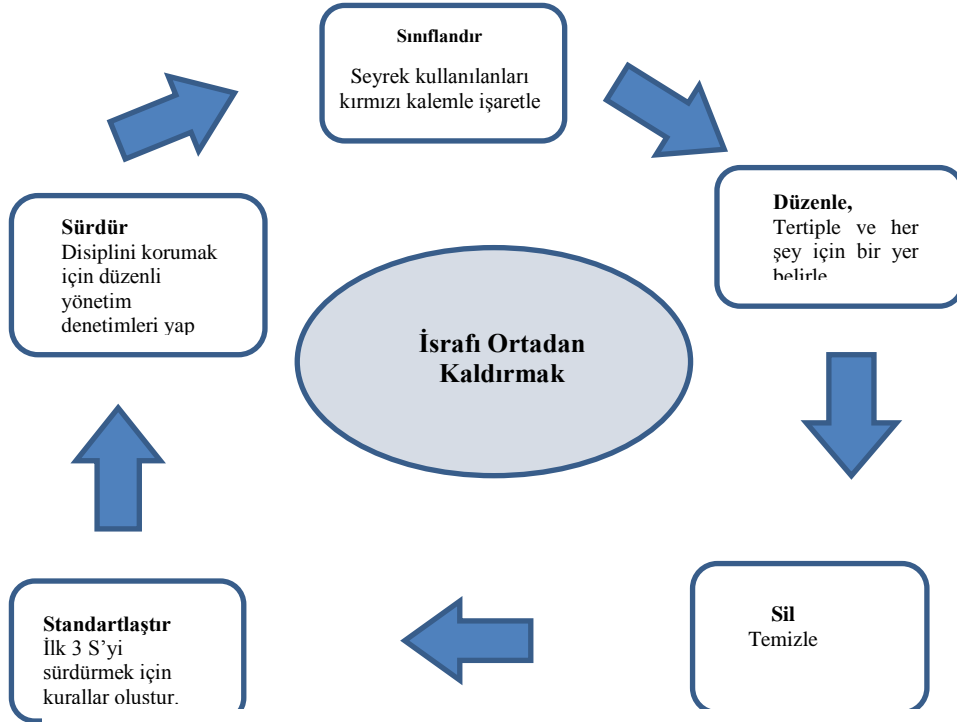 Sınıflandır
Seyrek kullanılanları
kırmızı kalemle işaretle
Düzenle,
Tertiple ve her
şey için bir yer
belirle
Sürdür
Disiplini korumak
için düzenli
yönetim
denetimleri yap
İsrafı Ortadan
Kaldırmak
Sil
Temizle
Standartlaştır
İlk 3 S’yi
sürdürmek için
kurallar oluştur.